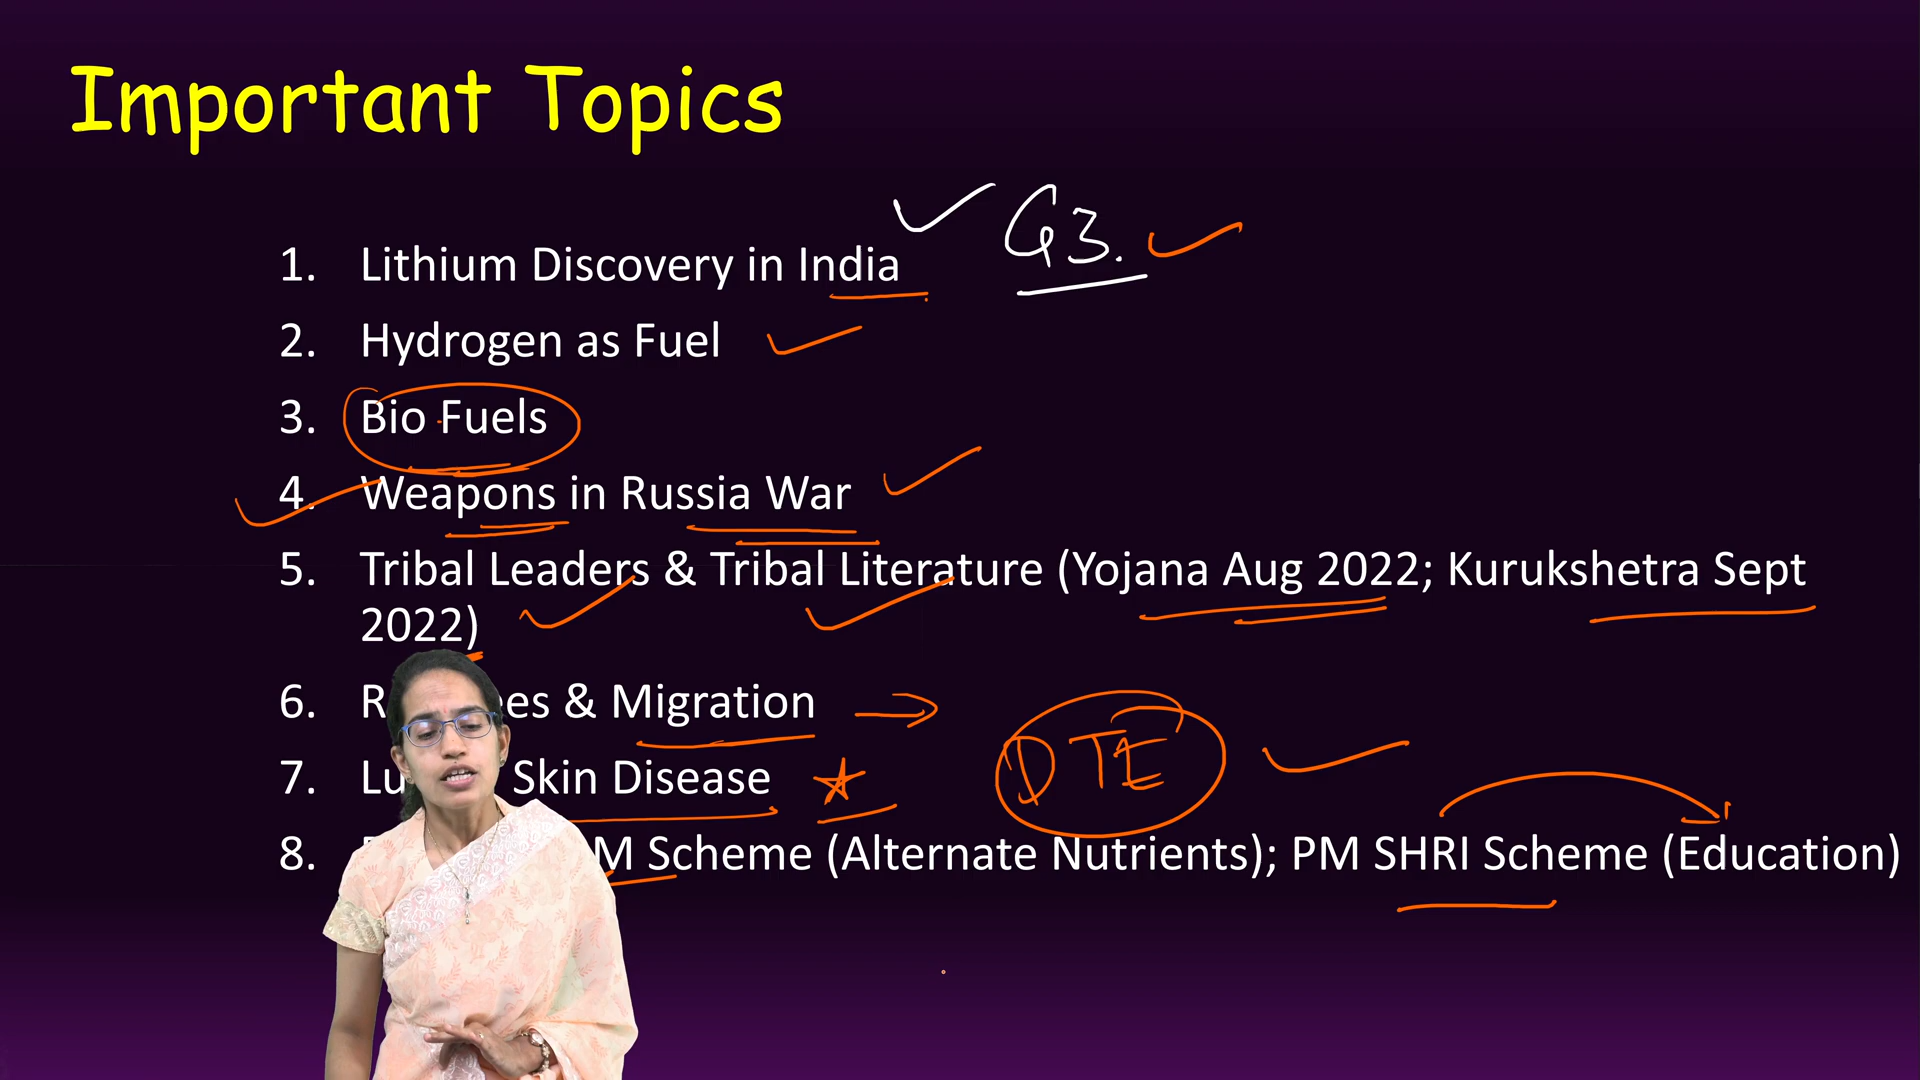 Important Topics
G3.
1. Lithium Discovery in India
2. Hydrogen as Fuel
3. Bio Fuels
4. Weapons in Russia War
5. Tribal Leaders & Tribal Literature (Yojana Aug 2022; Kurukshetra Sept
2022)
6. & Migration
7. Skin Disease
DTE
8. Scheme (Alternate Nutrients); PM SHRI Scheme (Education)